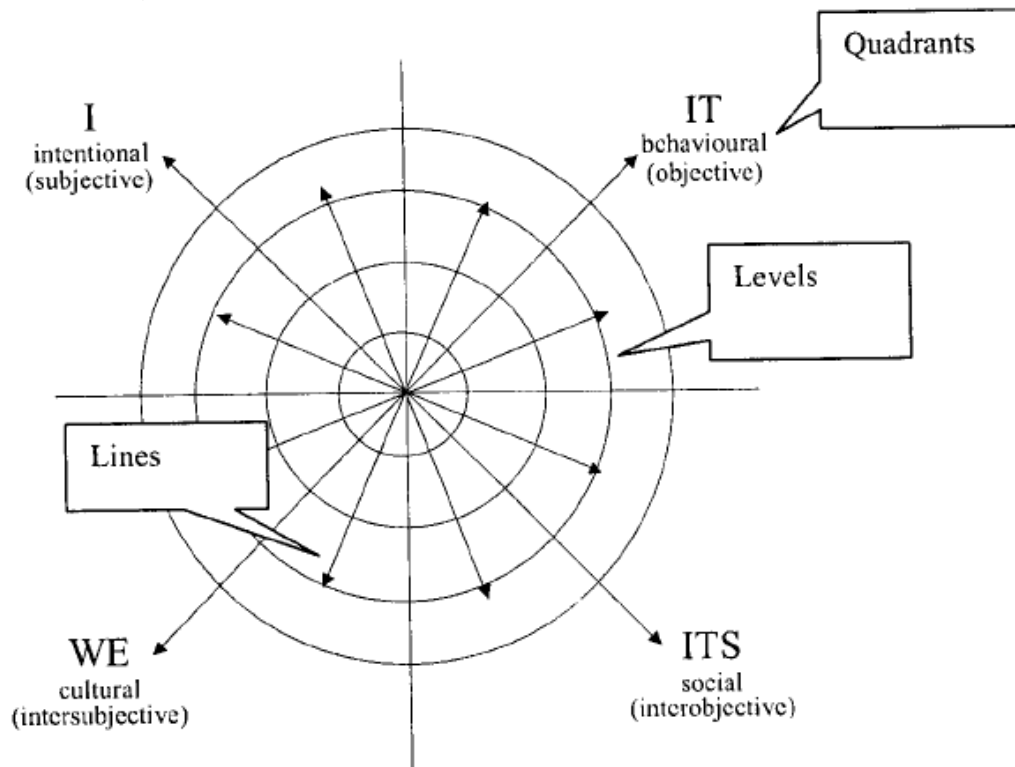 Quadrants
I
intentional
(subjective)
IT
behavioural
(objective)
Levels
Lines
WE
cultural
(intersubjective)
ITS
social
(interobjective)